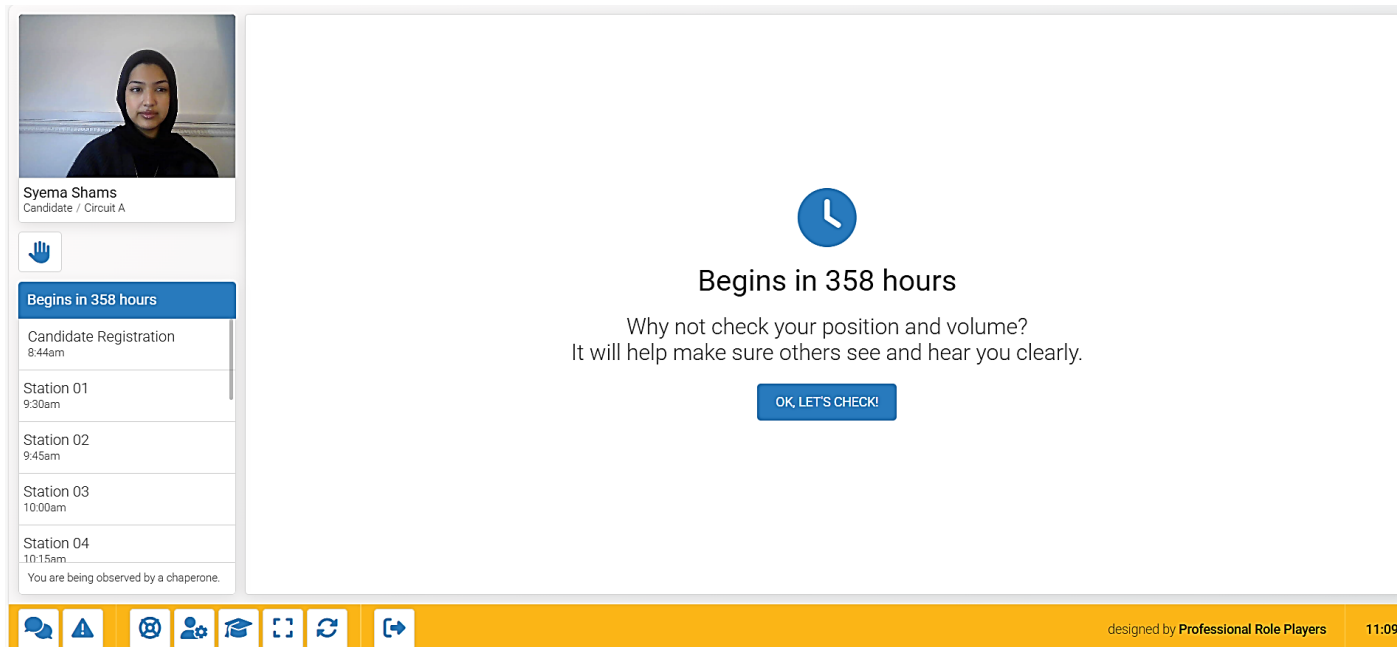 Syema Shams
Candidate / Circuit A
Begins in 358 hours
Candidate Registration
8:44am
Station 01
9:30am
Station 02
9:45am
Station 03
10:00am
Station 04
10:15am
You are being observed by a chaperone.
Begins in 358 hours
Why not check your position and volume?
It will help make sure others see and hear you clearly.
OK, LET'S CHECK!
designed by Professional Role Players
11:09